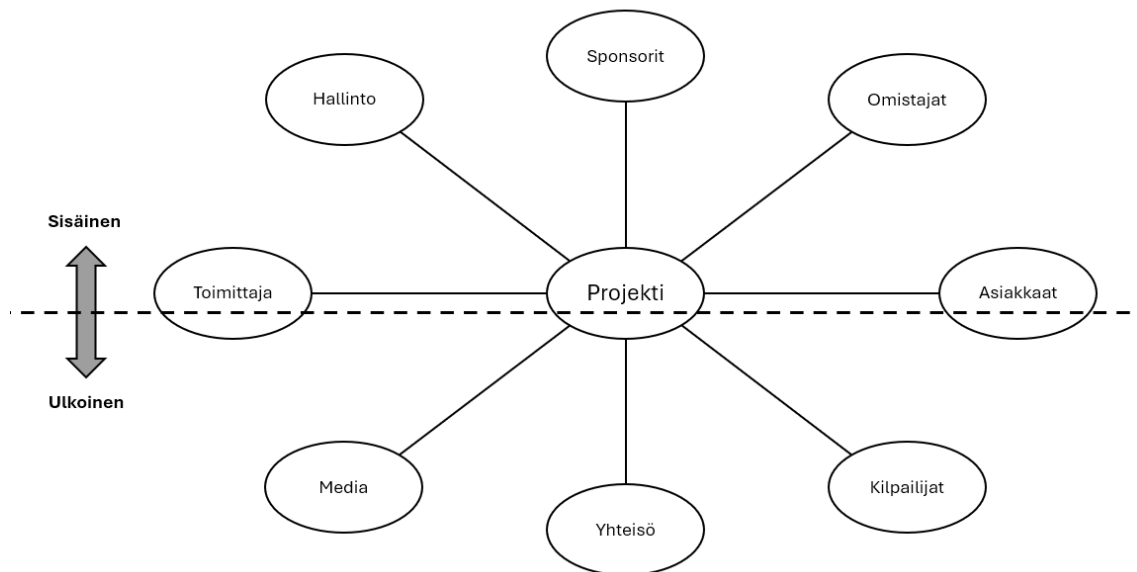 Sponsorit
Hallinto
Omistajat
Sisäinen
Toimittaja
Projekti
Asiakkaat
Ulkoinen
Media
Kilpailijat
Yhteisö